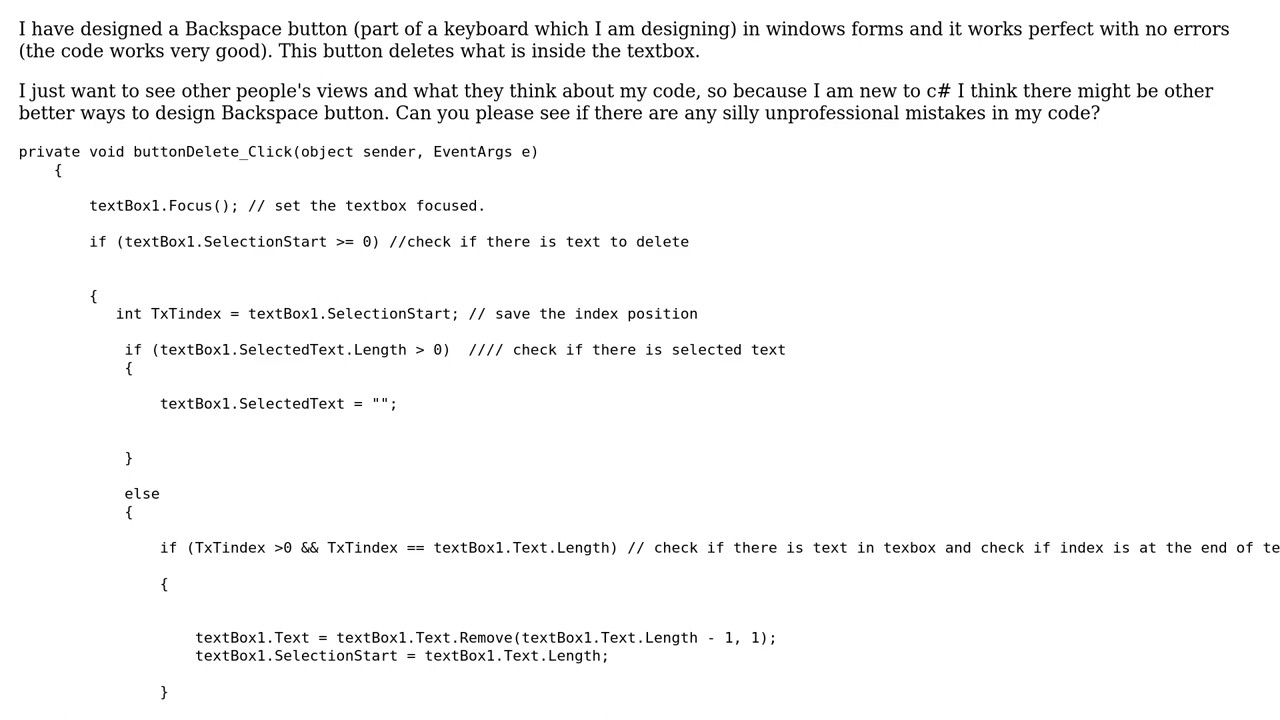 I have designed a Backspace button (part of a keyboard which I am designing) in windows forms and it works perfect with no errors
(the code works very good). This button deletes what is inside the textbox.
I just want to see other people's views and what they think about my code, so because I am new to c# I think there might be other
better ways to design Backspace button. Can you please see if there are any silly unprofessional mistakes in my code?
private void buttonDelete_Click(object sender, EventArgs e)
{
textBox1.Focus(); // set the textbox focused.
if (textBox1.SelectionStart >= 0) //check if there is text to delete
{
int TxTindex = textBox1.SelectionStart; // save the index position
if (textBox1.SelectedText.Length > 0)  //// check if there is selected text
{
textBox1.SelectedText = "";
}
else
{
if (TxTindex >0 && TxTindex == textBox1.Text.Length) // check if there is text in texbox and check if index is at the end of te
{
textBox1.Text = textBox1.Text.Remove(textBox1.Text.Length - 1, 1);
textBox1.SelectionStart = textBox1.Text.Length;
}